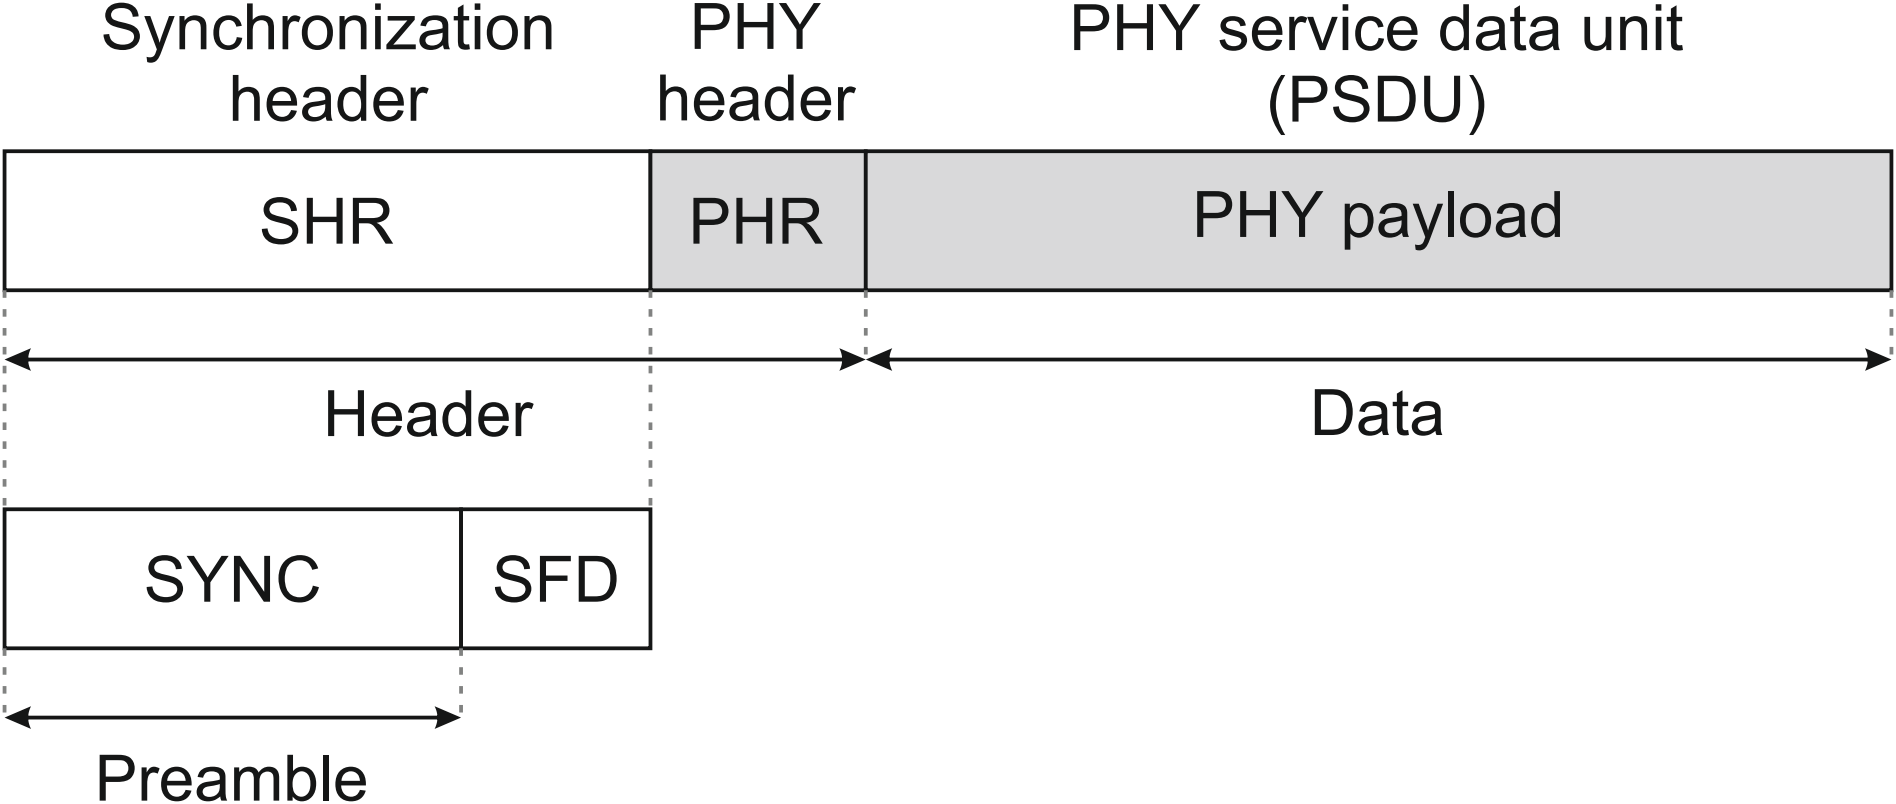 Synchronization
header
PHY
header
PHY service data unit
(PSDU)
SHR
PHR
PHY payload
Header
Data
SYNC
SFD
Preamble